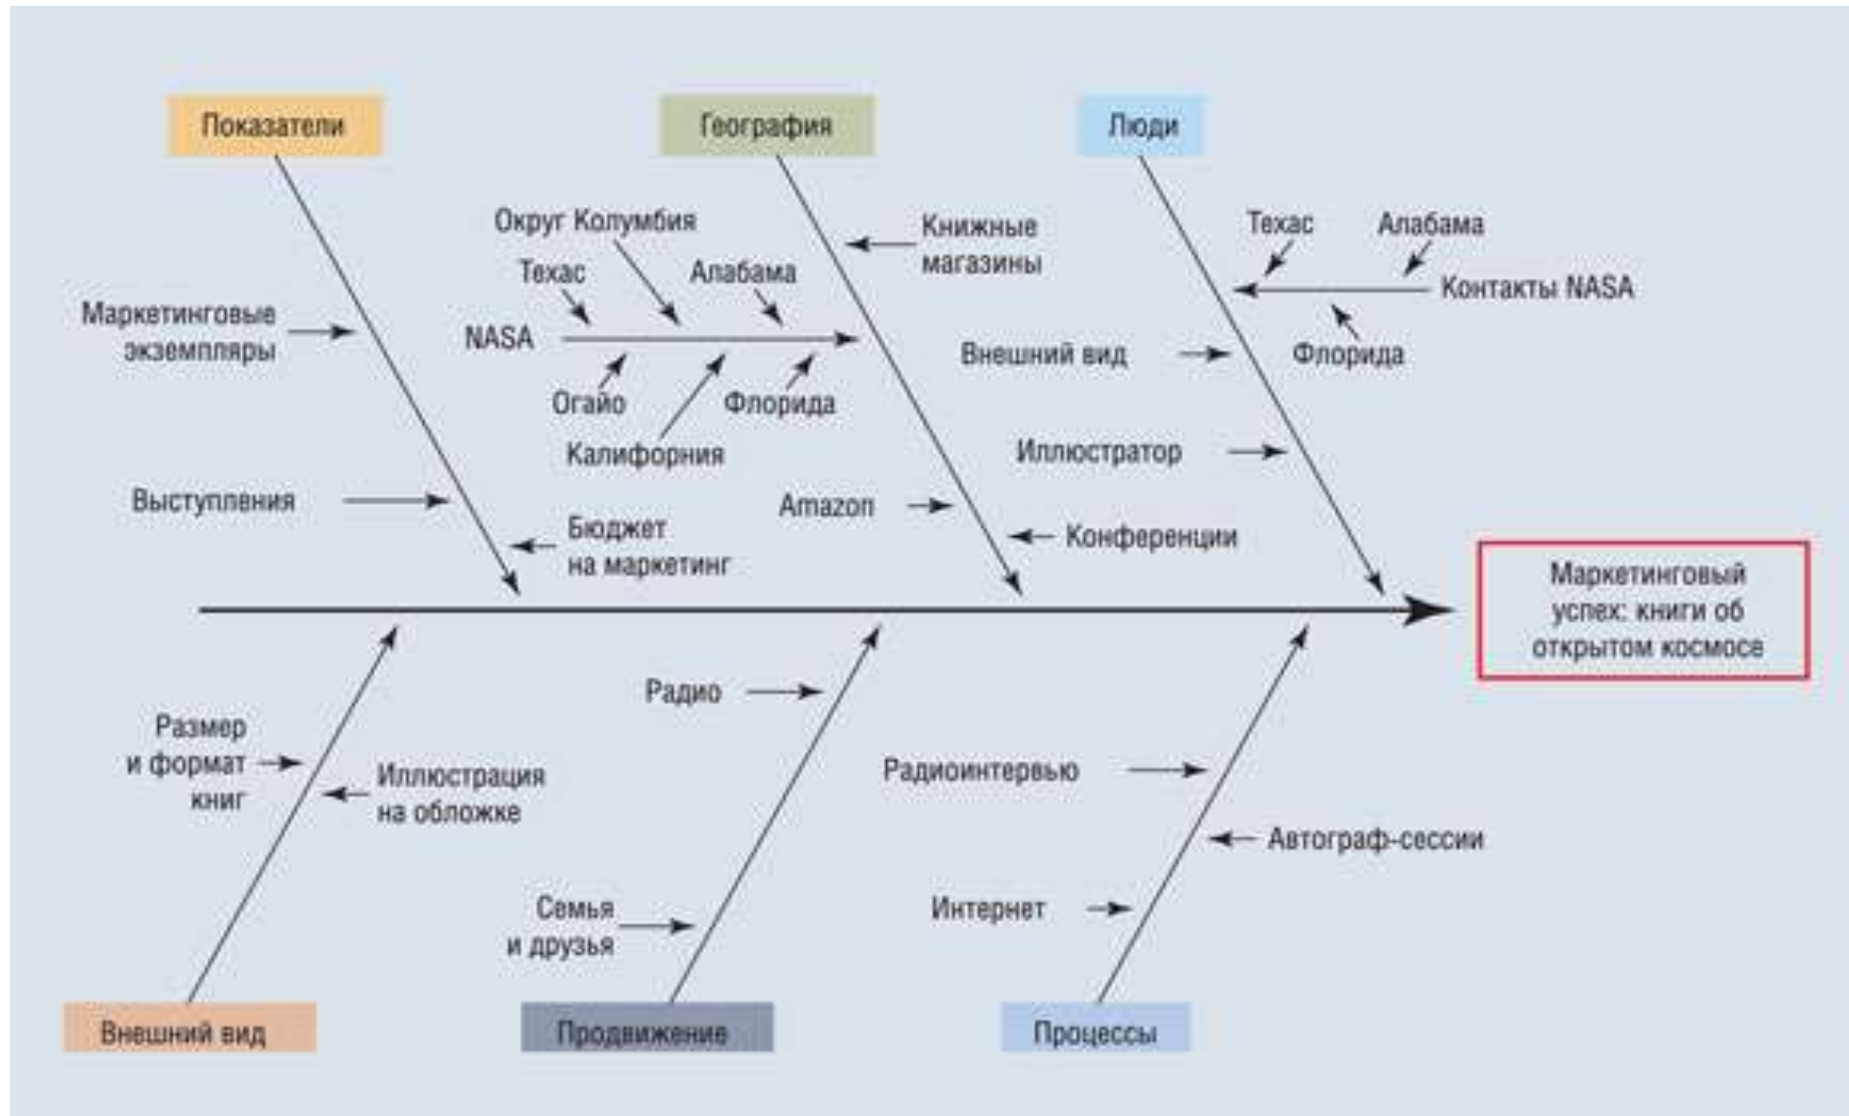 Показатели
География
Люди
Округ Колумбия
Техас
Алабама
NASA
Огайо
Флорида
Калифорния
Книжные
магазины
Техас
Алабама
Контакты NASA
Флорида
Маркетинговые
экземпляры
Внешний вид
Иллюстратор
Выступления
Бюджет
на маркетинг
Amazon
Конференции
Маркетинговый
успех: книги об
открытом космосе
Размер
и формат
книг
Иллюстрация
на обложке
Радио
Радиоинтервью
Автограф-сессии
Семья
и друзья
Интернет
Внешний вид
Продвижение
Процессы